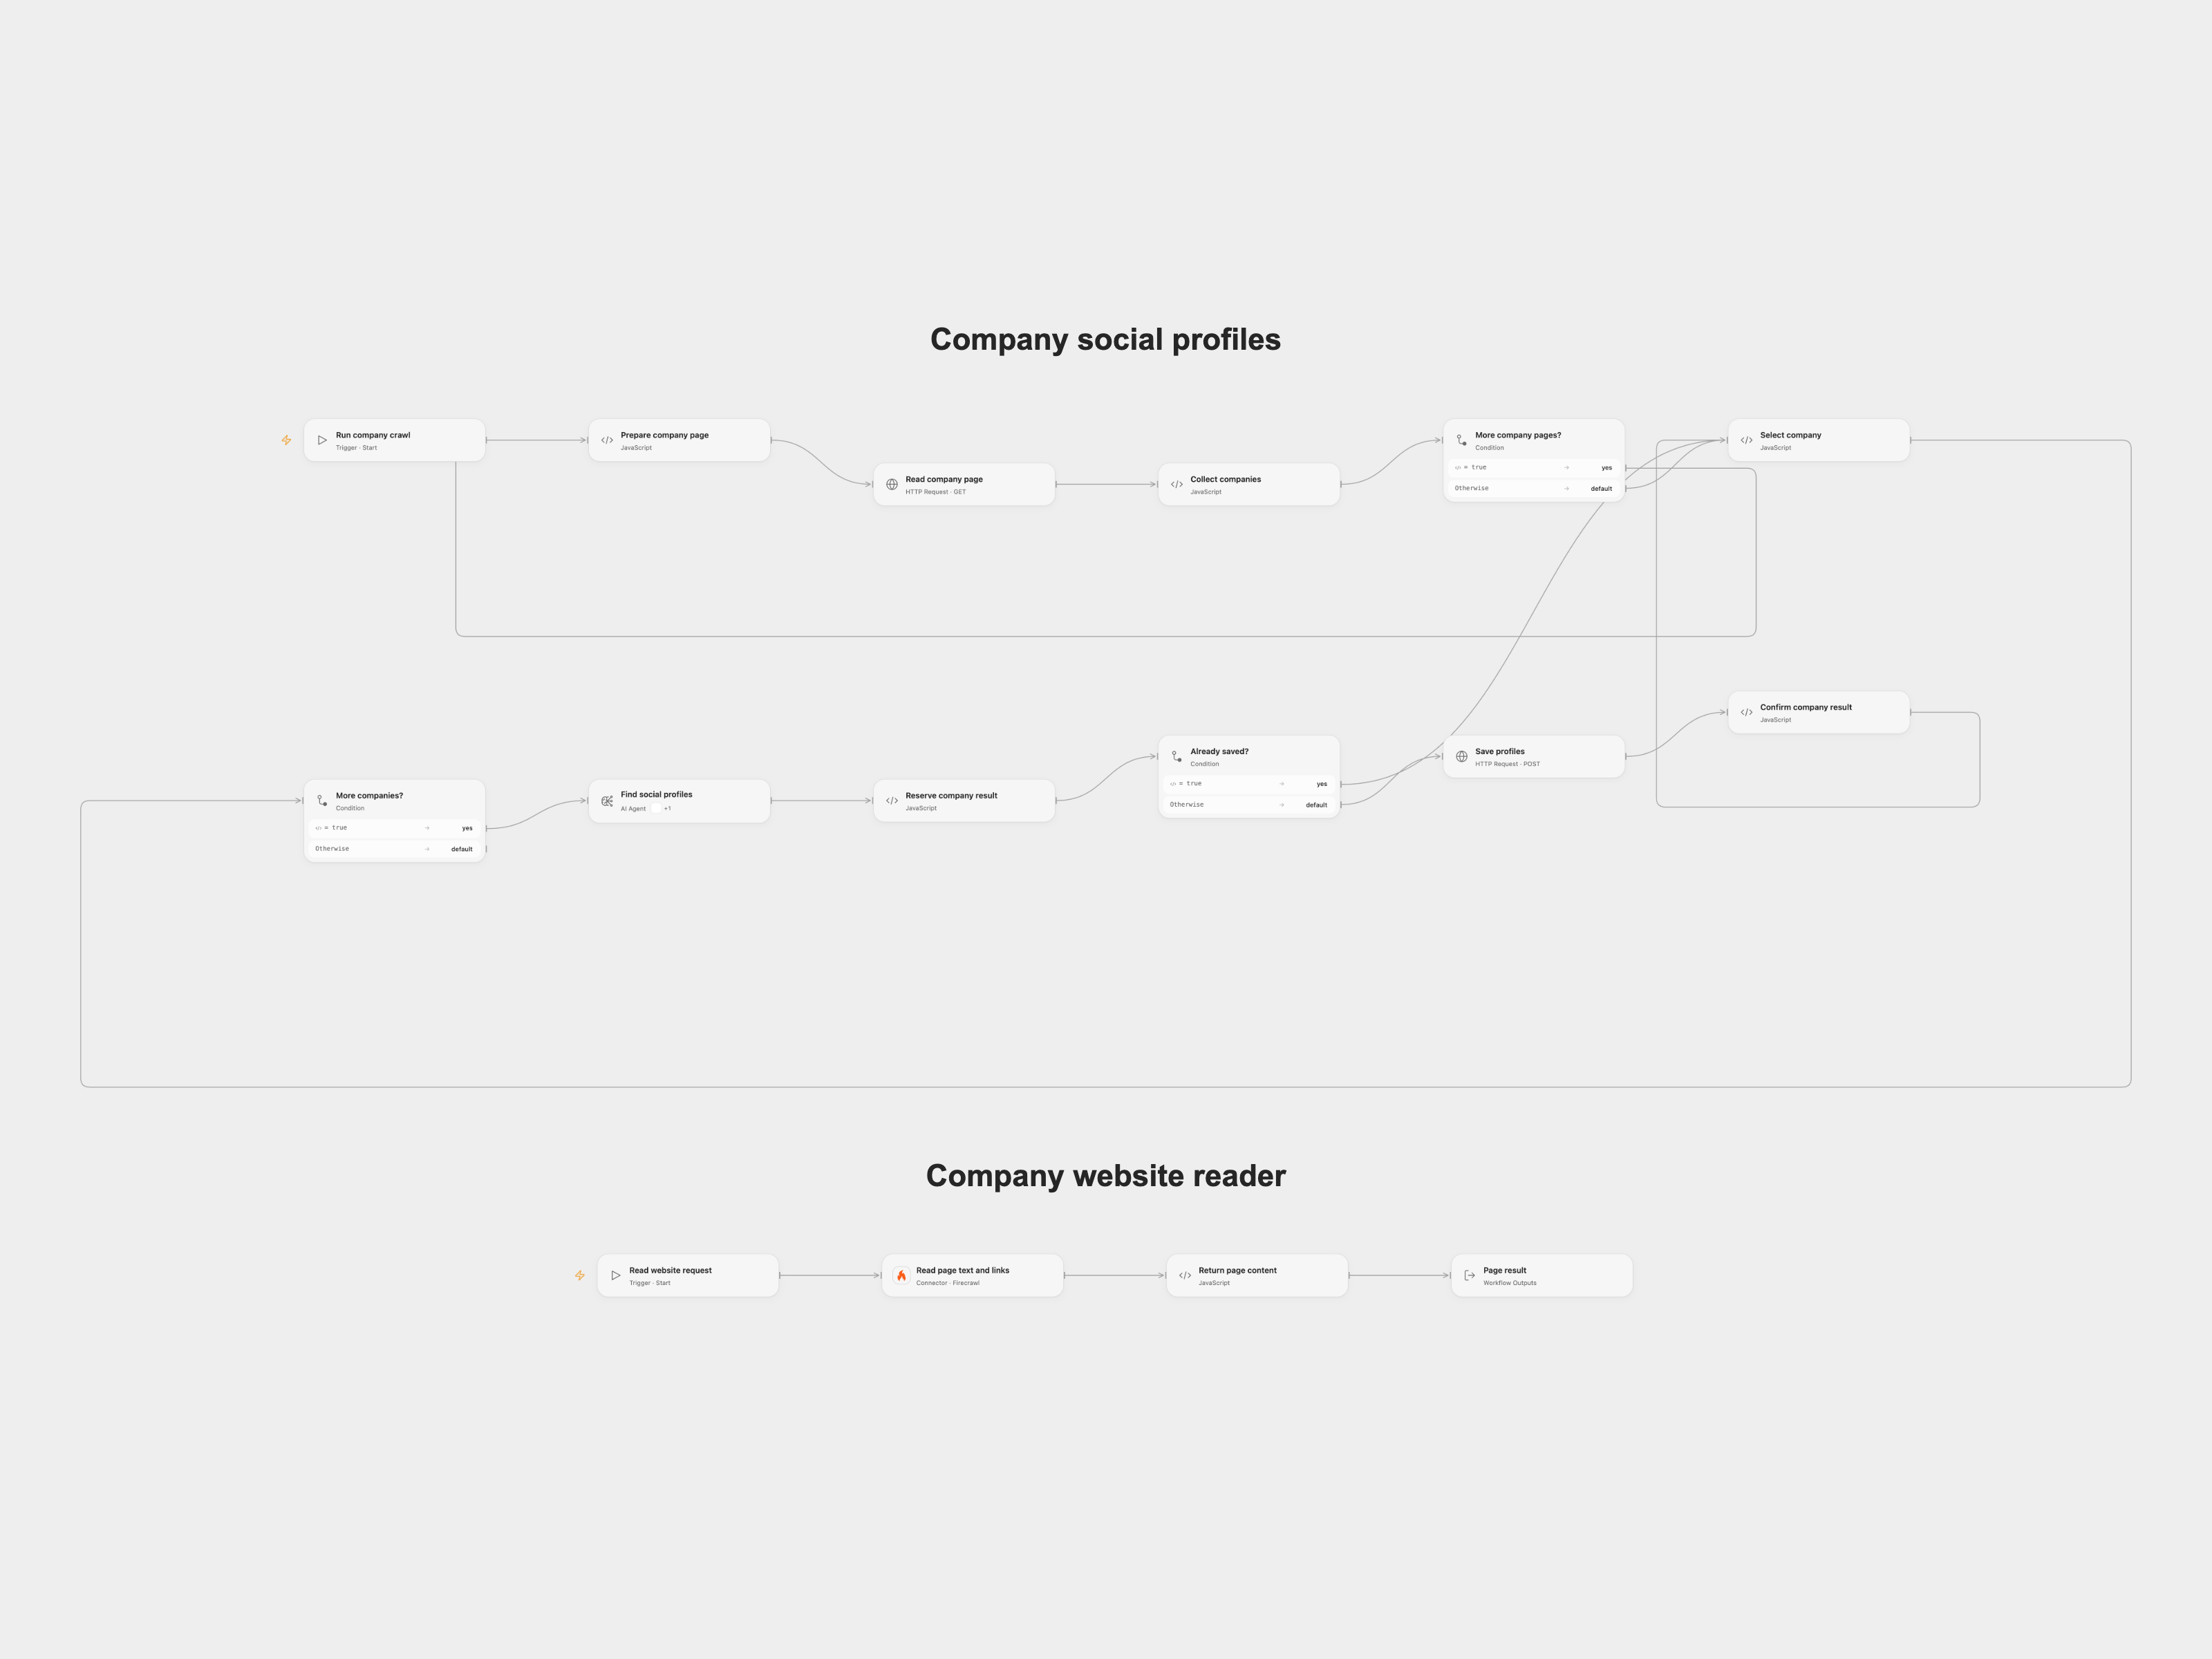 Company social profiles
Run company crawl
Trigger · Start
Prepare company page
JavaScript
Read company page
HTTP Request · GET
Collect companies
JavaScript
More company pages?
Condition
</> = true → yes
Otherwise → default
Select company
JavaScript
More companies?
Condition
</> = true → yes
Otherwise → default
Find social profiles
AI Agent +1
Reserve company result
JavaScript
Already saved?
Condition
</> = true → yes
Otherwise → default
Save profiles
HTTP Request · POST
Confirm company result
JavaScript
Company website reader
Read website request
Trigger · Start
Read page text and links
Connector · Firecrawl
Return page content
JavaScript
Page result
Workflow Outputs